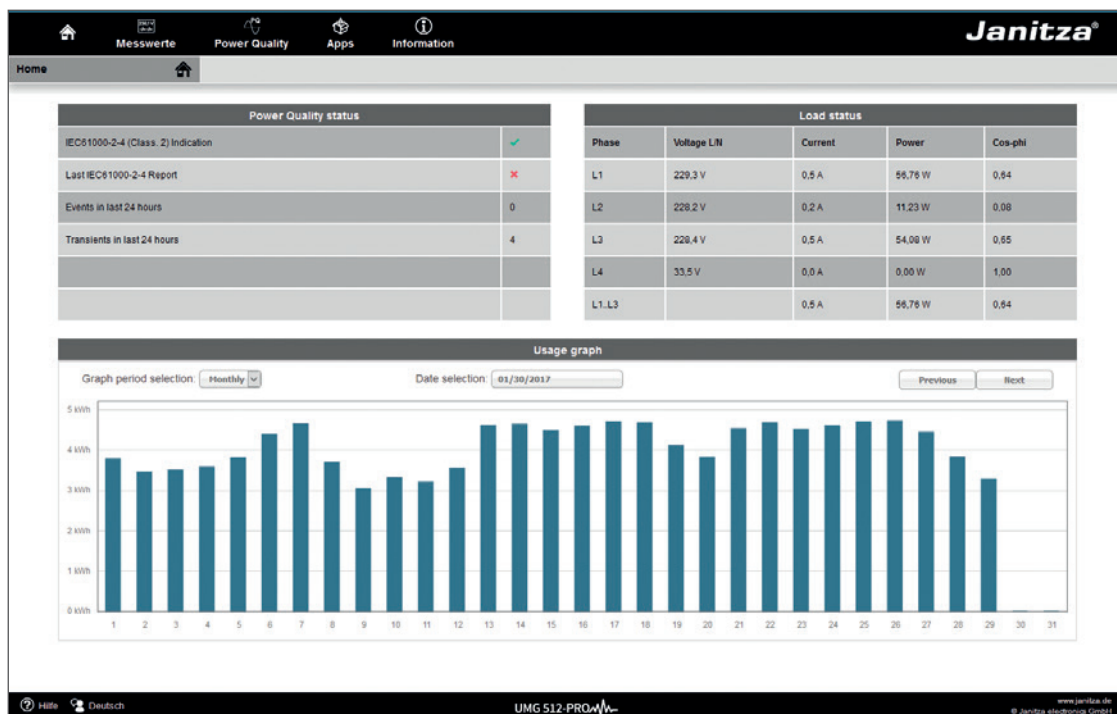 Messwerte Power Quality Apps Information Janitza®
Home
Power Quality status
IEC61000-2-4 (Class. 2) Indication
Last IEC61000-2-4 Report
Events in last 24 hours 0
Transients in last 24 hours 4
Load status
Phase Voltage L/N Current Power Cos-phi
L1 229,3 V 0,5 A 56,76 W 0,64
L2 228,2 V 0,2 A 11,23 W 0,08
L3 228,4 V 0,5 A 54,08 W 0,65
L4 33,5 V 0,0 A 0,00 W 1,00
L1..L3 0,5 A 56,76 W 0,64
Usage graph
Graph period selection: Monthly Date selection: 01/30/2017 Previous Next
5 kWh
4 kWh
3 kWh
2 kWh
1 kWh
0 kWh
1 2 3 4 5 6 7 8 9 10 11 12 13 14 15 16 17 18 19 20 21 22 23 24 25 26 27 28 29 30 31
Hilfe Deutsch UMG 512-PRO www.janitza.de
© Janitza electronics GmbH